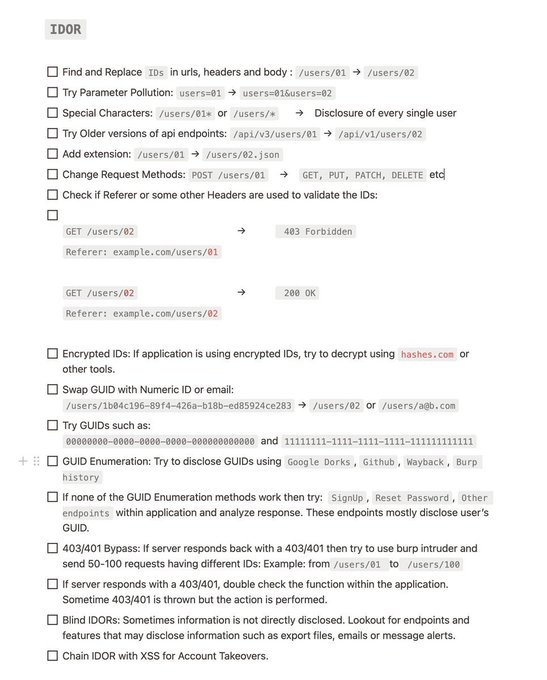 IDOR
Find and Replace IDs in urls, headers and body : /users/01 → /users/02
Try Parameter Pollution: users=01 → users=01&users=02
Special Characters: /users/01* or /users/* → Disclosure of every single user
Try Older versions of api endpoints: /api/v3/users/01 → /api/v1/users/02
Add extension: /users/01 → /users/02.json
Change Request Methods: POST /users/01 → GET, PUT, PATCH, DELETE etc
Check if Referer or some other Headers are used to validate the IDs:
GET /users/02 → 403 Forbidden
Referer: example.com/users/01
GET /users/02 → 200 OK
Referer: example.com/users/02
Encrypted IDs: If application is using encrypted IDs, try to decrypt using hashes.com or
other tools.
Swap GUID with Numeric ID or email:
/users/1b04c196-89f4-426a-b18b-ed85924ce283 → /users/02 or /users/a@b.com
Try GUIDs such as:
00000000-0000-0000-0000-000000000000 and 11111111-1111-1111-1111-111111111111
GUID Enumeration: Try to disclose GUIDs using Google Dorks, Github, Wayback, Burp
history
If none of the GUID Enumeration methods work then try: SignUp, Reset Password, Other
endpoints within application and analyze response. These endpoints mostly disclose user's
GUID.
403/401 Bypass: If server responds back with a 403/401 then try to use burp intruder and
send 50-100 requests having different IDs: Example: from /users/01 to /users/100
If server responds with a 403/401, double check the function within the application.
Sometime 403/401 is thrown but the action is performed.
Blind IDORs: Sometimes information is not directly disclosed. Lookout for endpoints and
features that may disclose information such as export files, emails or message alerts.
Chain IDOR with XSS for Account Takeovers.